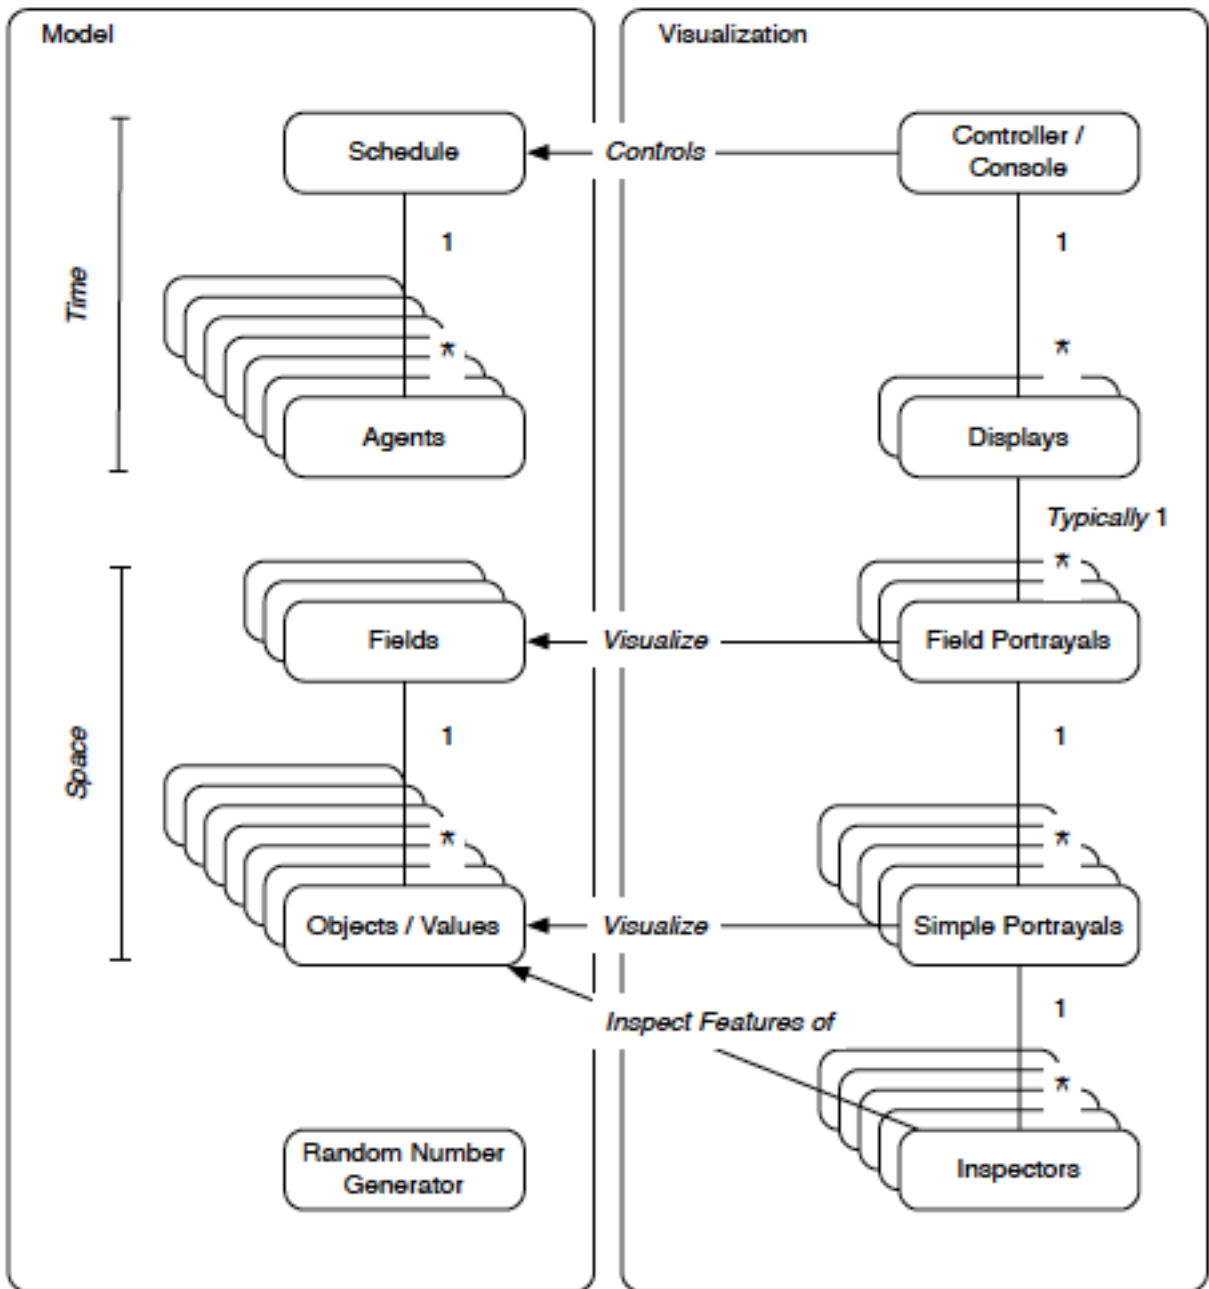 Model
Visualization
Schedule
Controls
Controller /
Console
1
1
Time
*
*
Agents
Displays
Typically 1
*
Fields
Visualize
Field Portrayals
1
1
Space
*
*
Objects / Values
Visualize
Simple Portrayals
1
Inspect Features of
*
Random Number
Generator
Inspectors